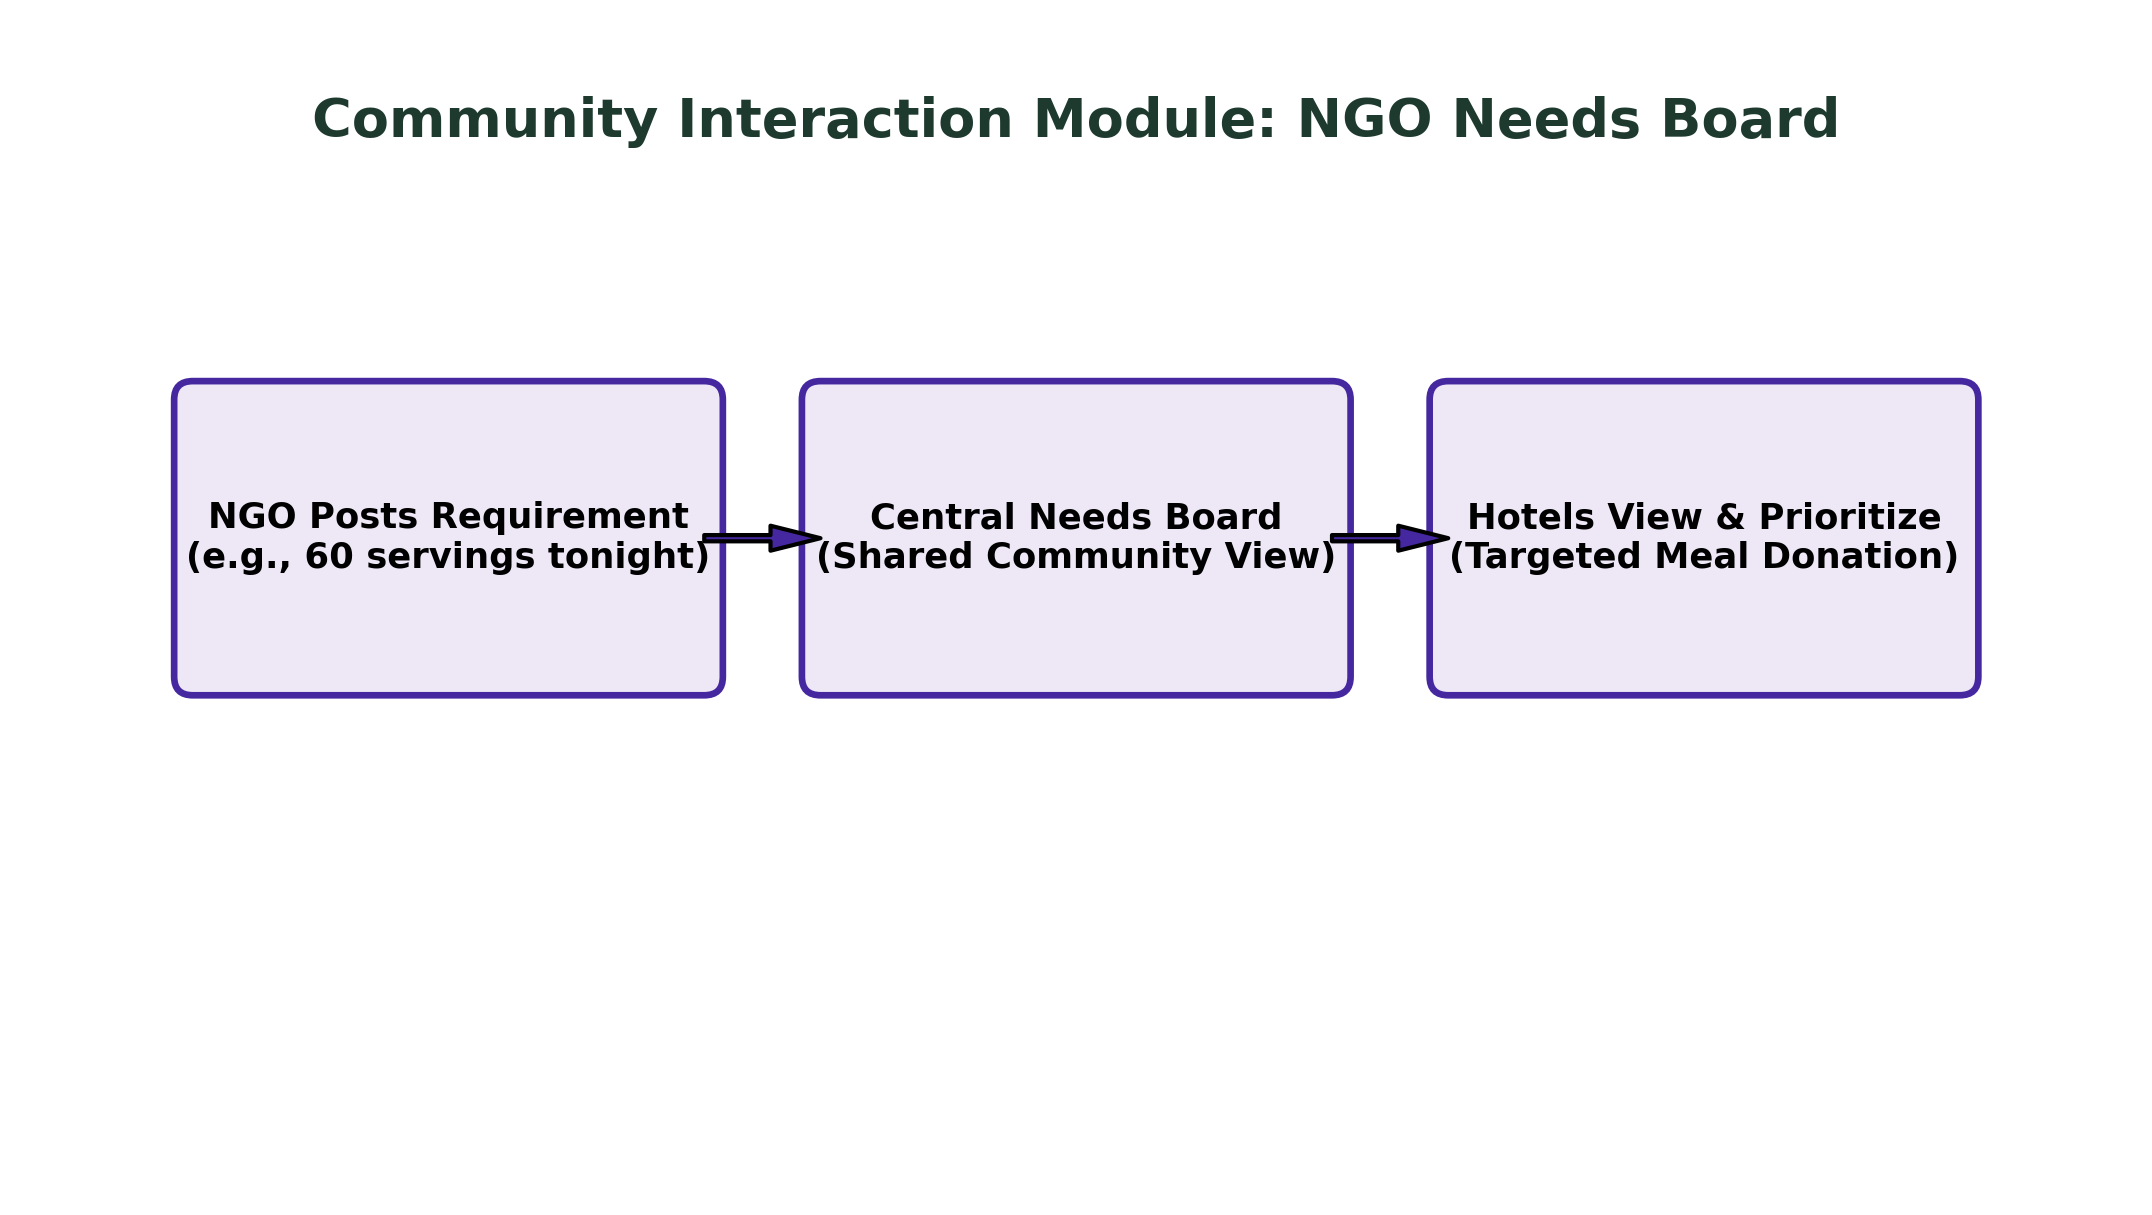 Community Interaction Module: NGO Needs Board
NGO Posts Requirement
(e.g., 60 servings tonight)
Central Needs Board
(Shared Community View)
Hotels View & Prioritize
(Targeted Meal Donation)